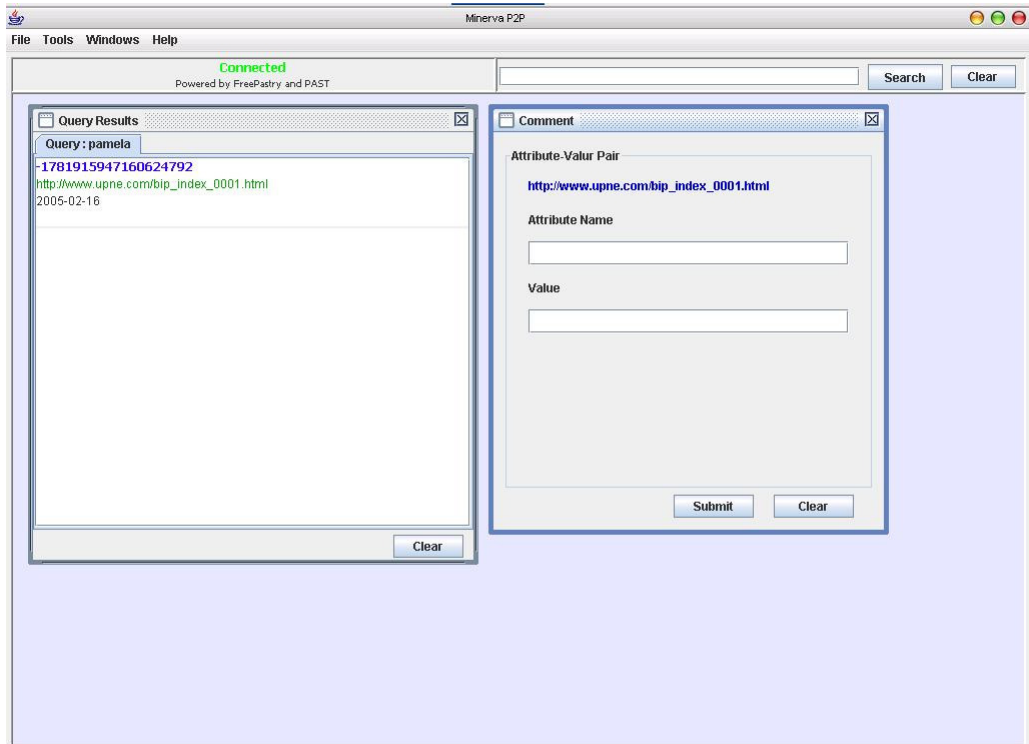 Minerva P2P
File Tools Windows Help
Connected
Powered by FreePastry and PAST
Search Clear
Query Results
Query : pamela
-1781915947160624792
http://www.upne.com/bip_index_0001.html
2005-02-16
Clear
Comment
Attribute-Valur Pair
http://www.upne.com/bip_index_0001.html
Attribute Name
Value
Submit Clear